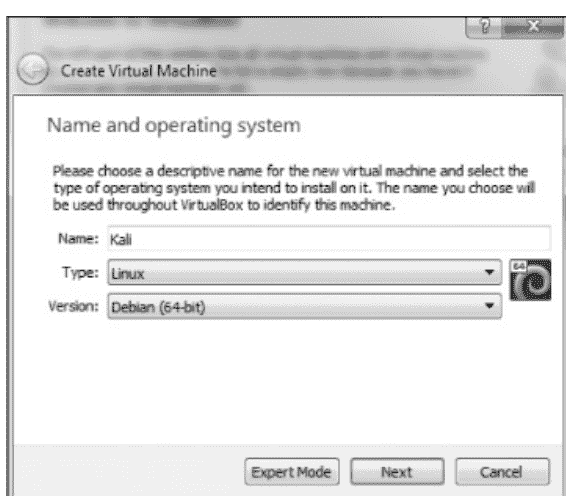 Create Virtual Machine
Name and operating system
Please choose a descriptive name for the new virtual machine and select the
type of operating system you intend to install on it. The name you choose will
be used throughout VirtualBox to identify this machine.
Name: Kali
Type: Linux
64
Version: Debian (64-bit)
Expert Mode Next Cancel